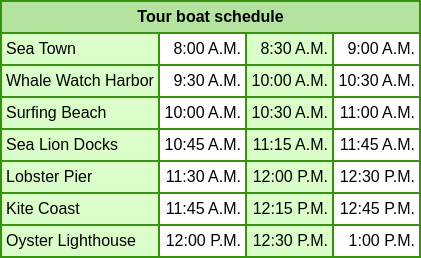 Tour boat schedule
Sea Town 8:00 A.M. 8:30 A.M. 9:00 A.M.
Whale Watch Harbor 9:30 A.M. 10:00 A.M. 10:30 A.M.
Surfing Beach 10:00 A.M. 10:30 A.M. 11:00 A.M.
Sea Lion Docks 10:45 A.M. 11:15 A.M. 11:45 A.M.
Lobster Pier 11:30 A.M. 12:00 P.M. 12:30 P.M.
Kite Coast 11:45 A.M. 12:15 P.M. 12:45 P.M.
Oyster Lighthouse 12:00 P.M. 12:30 P.M. 1:00 P.M.